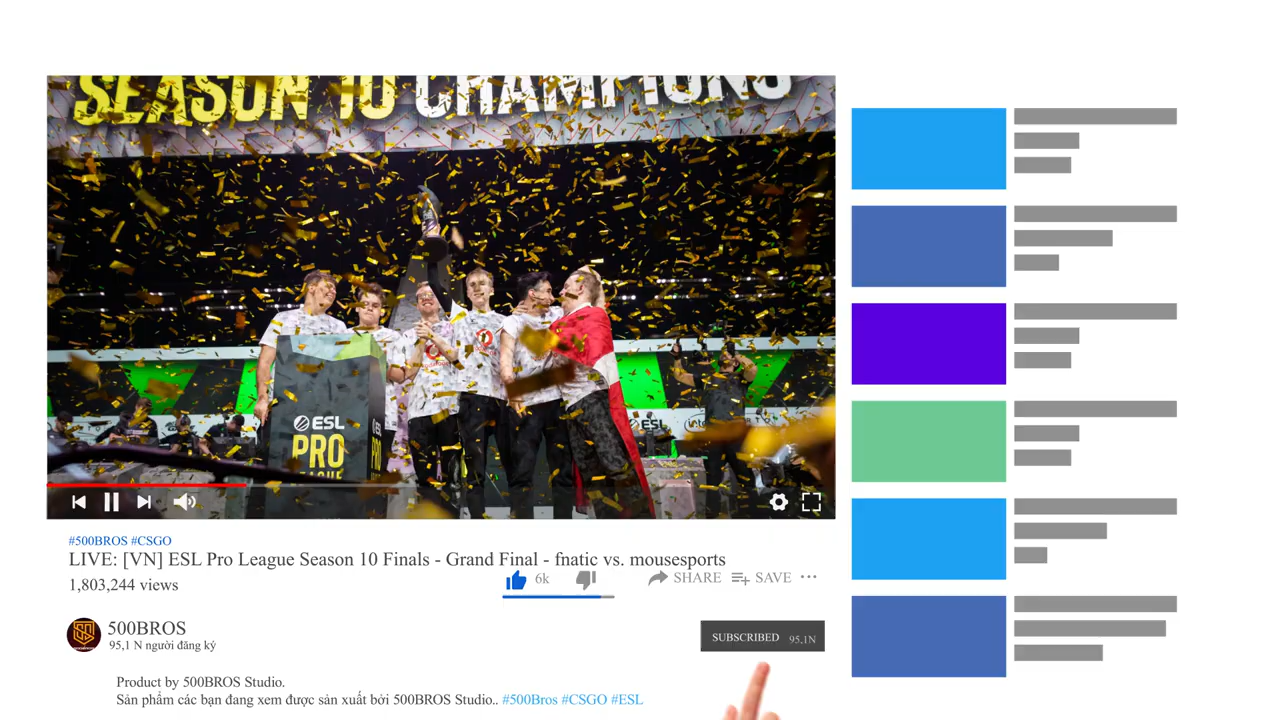 SEASON 10 CHAMPIONS
ESL
PRO
LEAGUE
ESL
#500BROS #CSGO
LIVE: [VN] ESL Pro League Season 10 Finals - Grand Final - fnatic vs. mousesports
6k
SHARE
SAVE
1,803,244 views
500BROS
95,1 N người đăng ký
SUBSCRIBED 95,1N
Product by 500BROS Studio.
Sản phẩm các bạn đang xem được sản xuất bởi 500BROS Studio.. #500Bros #CSGO #ESL